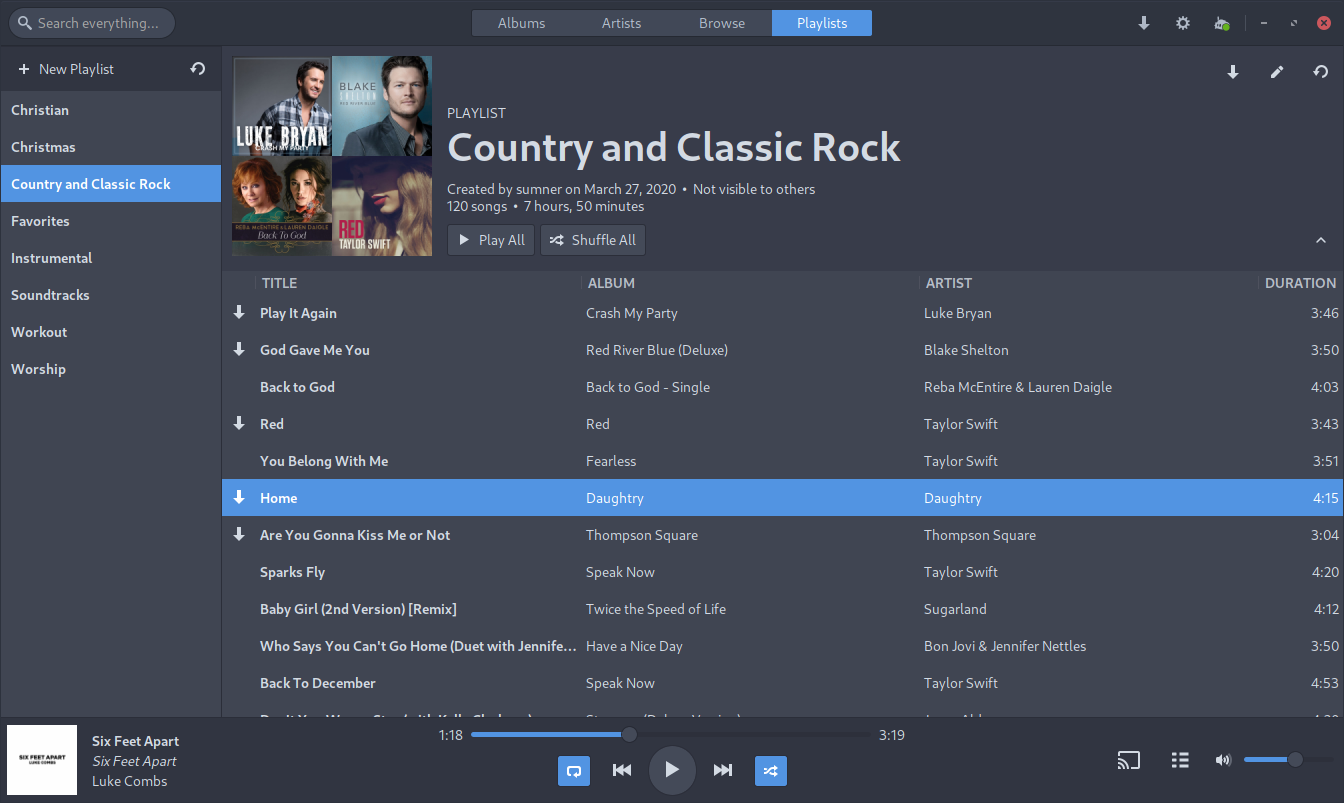 Search everything...
Albums Artists Browse Playlists
New Playlist
Christian
Christmas
Country and Classic Rock
Favorites
Instrumental
Soundtracks
Workout
Worship
LUKE BRYAN
CRASH MY PARTY
BLAKE
SHELTON
RED RIVER BLUE
REBA McENTIRE & LAUREN DAIGLE
Back To God
RED
TAYLOR SWIFT
PLAYLIST
Country and Classic Rock
Created by sumner on March 27, 2020 • Not visible to others
120 songs • 7 hours, 50 minutes
Play All Shuffle All
TITLE ALBUM ARTIST DURATION
Play It Again Crash My Party Luke Bryan 3:46
God Gave Me You Red River Blue (Deluxe) Blake Shelton 3:50
Back to God Back to God - Single Reba McEntire & Lauren Daigle 4:03
Red Red Taylor Swift 3:43
You Belong With Me Fearless Taylor Swift 3:51
Home Daughtry Daughtry 4:15
Are You Gonna Kiss Me or Not Thompson Square Thompson Square 3:04
Sparks Fly Speak Now Taylor Swift 4:20
Baby Girl (2nd Version) [Remix] Twice the Speed of Life Sugarland 4:12
Who Says You Can't Go Home (Duet with Jennife... Have a Nice Day Bon Jovi & Jennifer Nettles 3:50
Back To December Speak Now Taylor Swift 4:53
SIX FEET APART
LUKE COMBS
Six Feet Apart
Six Feet Apart
Luke Combs
1:18 3:19